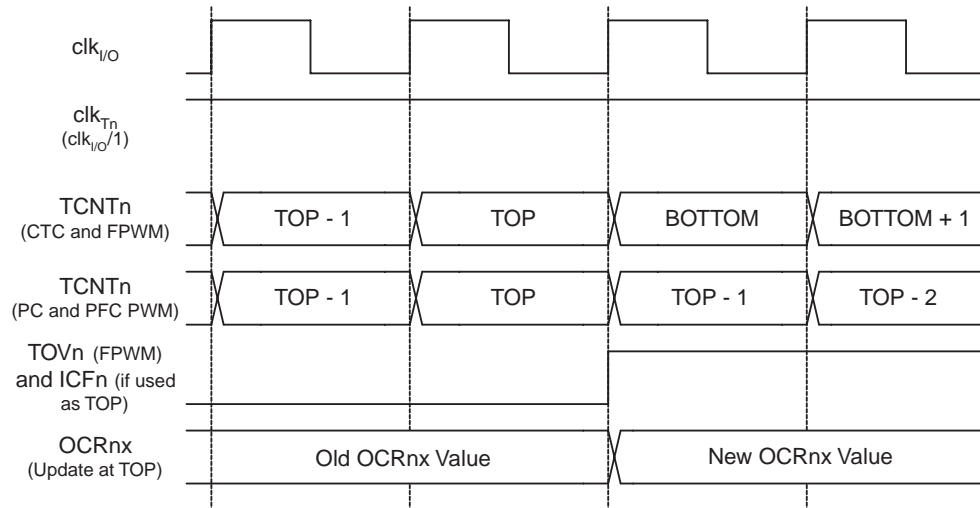 clkI/O
clkTn
(clkI/O/1)
TCNTn
(CTC and FPWM)
TOP - 1
TOP
BOTTOM
BOTTOM + 1
TCNTn
(PC and PFC PWM)
TOP - 1
TOP
TOP - 1
TOP - 2
TOVn (FPWM)
and ICFn (if used
as TOP)
OCRnx
(Update at TOP)
Old OCRnx Value
New OCRnx Value